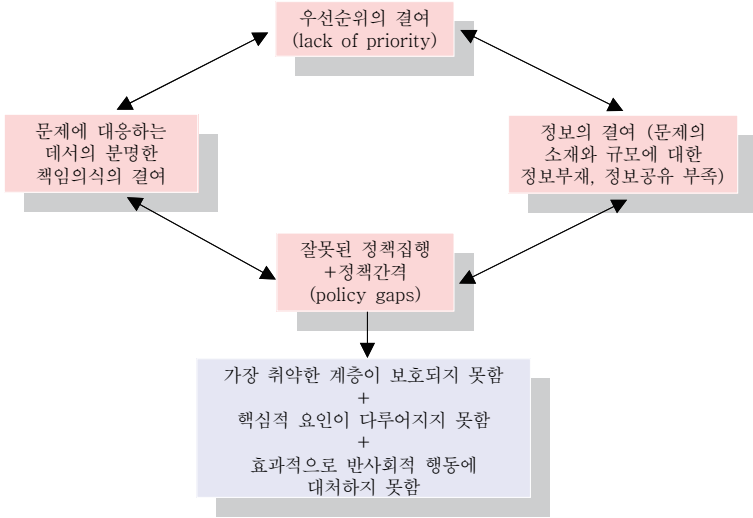 우선순위의 결여
(lack of priority)
문제에 대응하는
데서의 분명한
책임의식의 결여
정보의 결여 (문제의
소재와 규모에 대한
정보부재, 정보공유 부족)
잘못된 정책집행
+정책간격
(policy gaps)
가장 취약한 계층이 보호되지 못함
+
핵심적 요인이 다루어지지 못함
+
효과적으로 반사회적 행동에
대처하지 못함